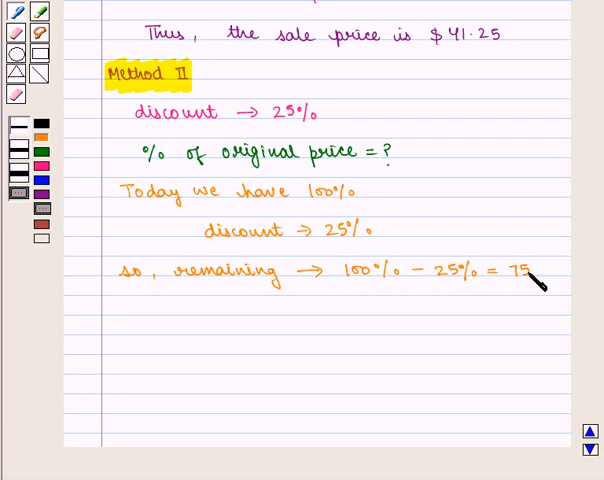 Thus, the sale price is $ 41.25
Method II
discount → 25%
% of original price = ?
Today we have 100%
discount → 25%
so, remaining → 100% - 25% = 75